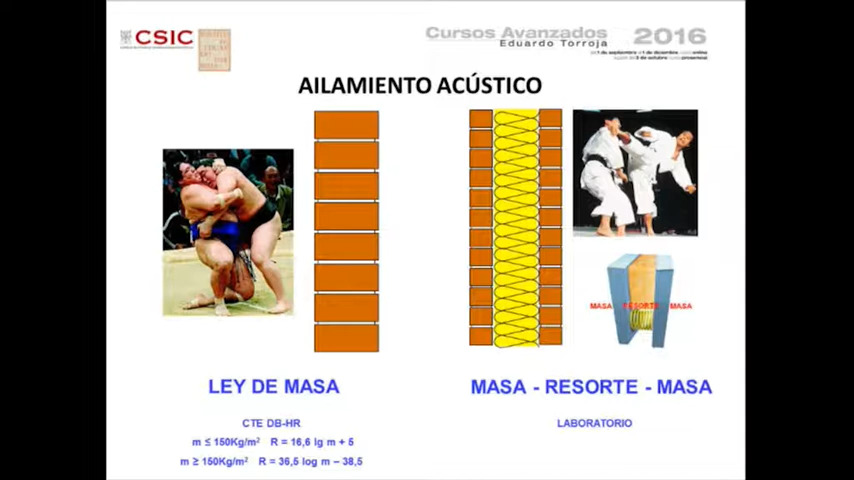 CSIC
Cursos Avanzados 2016
Eduardo Torroja
AILAMIENTO ACÚSTICO
MASA RESORTE MASA
LEY DE MASA
MASA - RESORTE - MASA
CTE DB-HR
LABORATORIO
m ≤ 150Kg/m² R = 16,6 lg m + 5
m ≥ 150Kg/m² R = 36,5 log m – 38,5